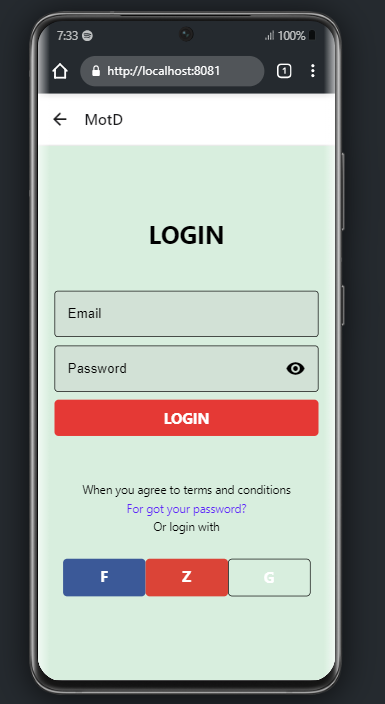 7:33 100%
http://localhost:8081 1
MotD
LOGIN
Email
Password
LOGIN
When you agree to terms and conditions
For got your password?
Or login with
F Z G